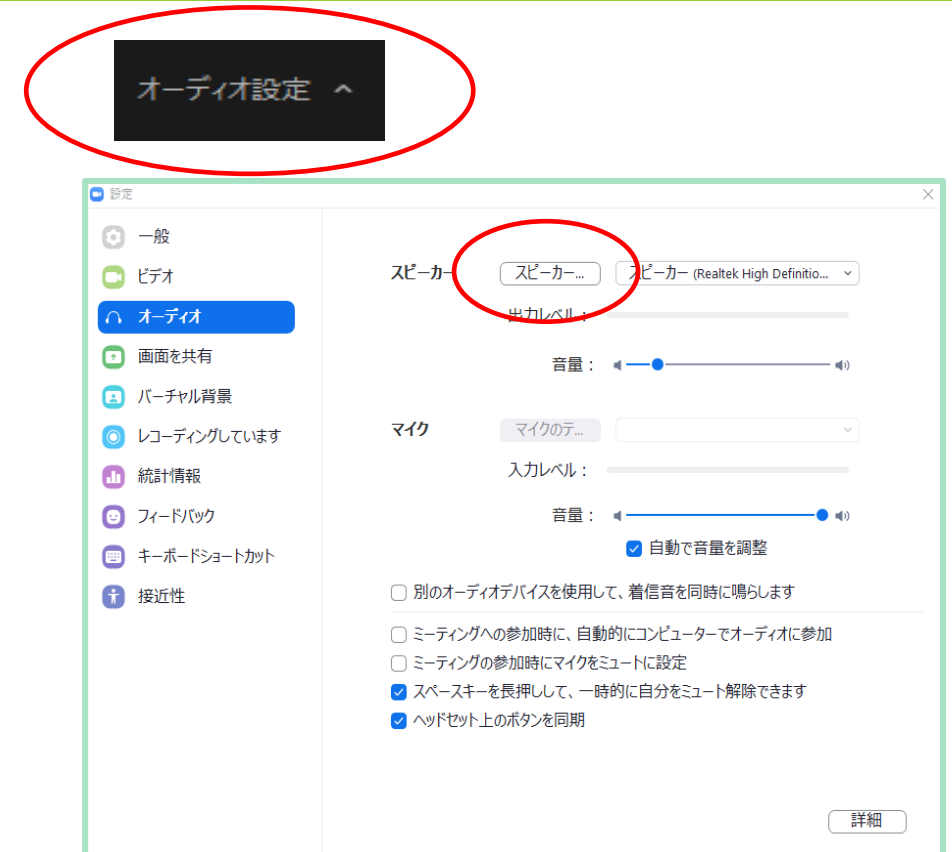 オーディオ設定 ^
設定
一般
ビデオ
オーディオ
画面を共有
バーチャル背景
レコーディングしています
統計情報
フィードバック
キーボードショートカット
接近性
スピーカー スピーカー... スピーカー (Realtek High Definitio...
出力レベル：
音量：
マイク マイクのテ...
入力レベル：
音量：
自動で音量を調整
別のオーディオデバイスを使用して、着信音を同時に鳴らします
ミーティングへの参加時に、自動的にコンピューターでオーディオに参加
ミーティングの参加時にマイクをミュートに設定
スペースキーを長押しして、一時的に自分をミュート解除できます
ヘッドセット上のボタンを同期
詳細